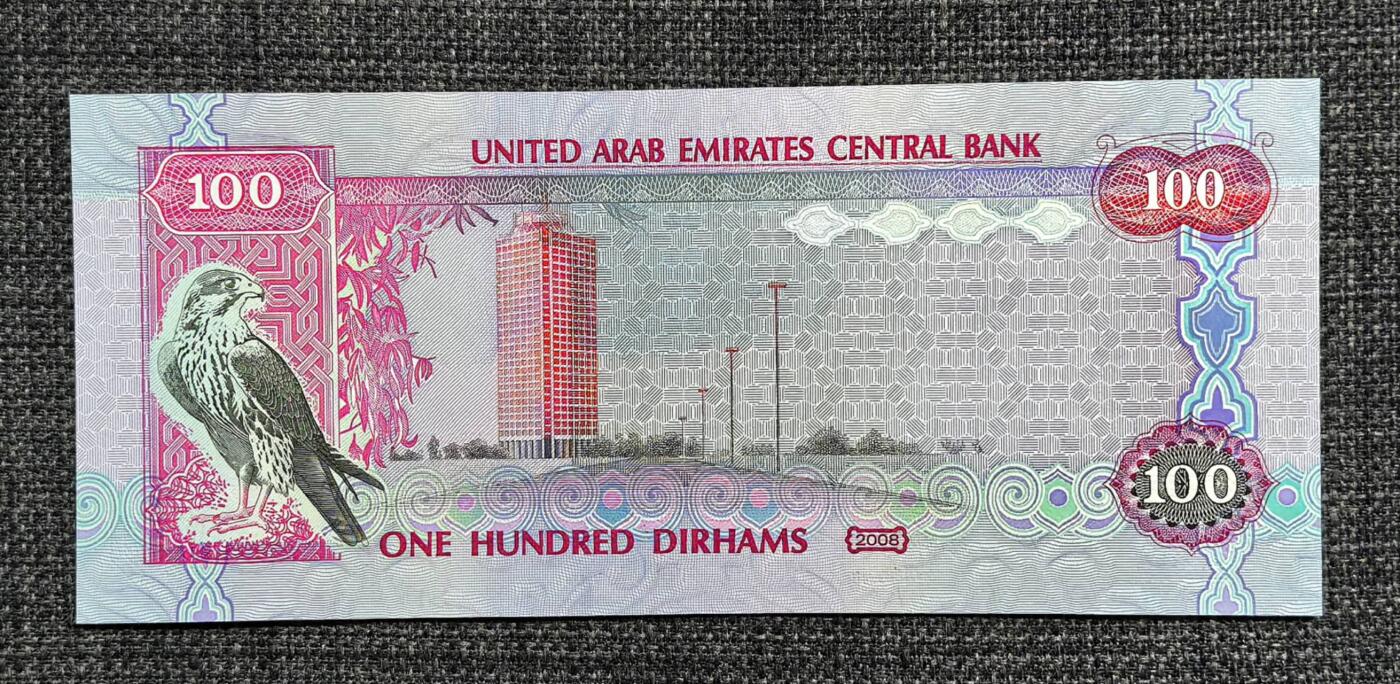 UNITED ARAB EMIRATES CENTRAL BANK
100
100
100
ONE HUNDRED DIRHAMS
2008